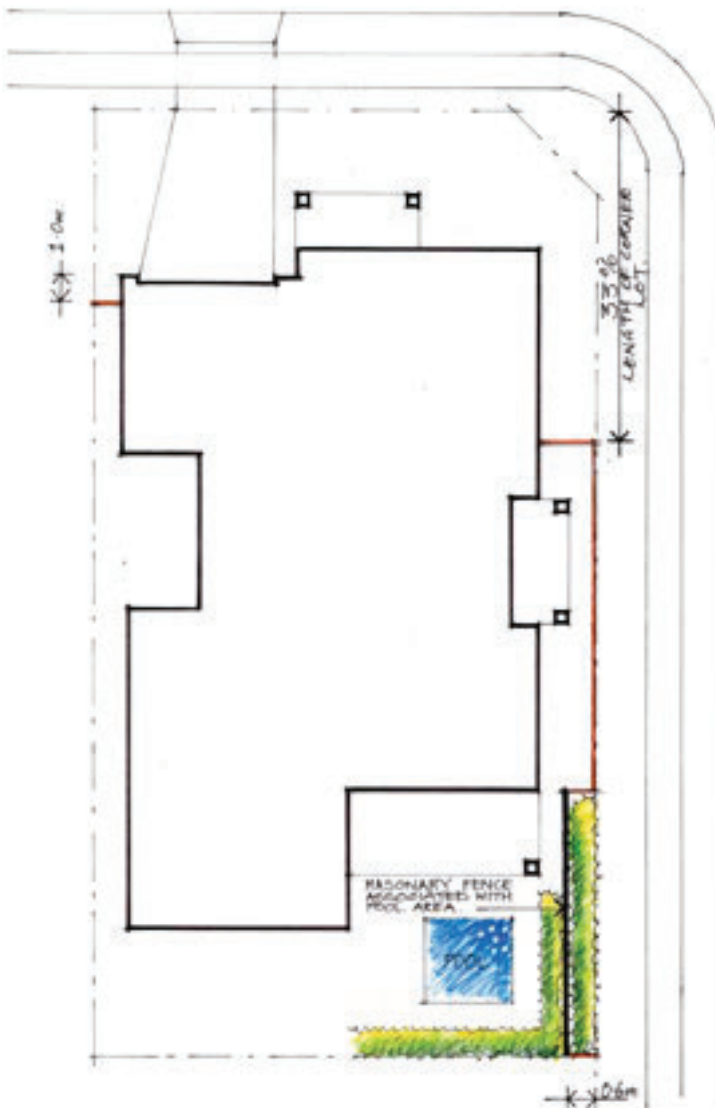 1.0m
33%
LENGTH OF CORNER
LOT.
MASONARY FENCE
ASSOCIATED WITH
POOL AREA
POOL
0.6m